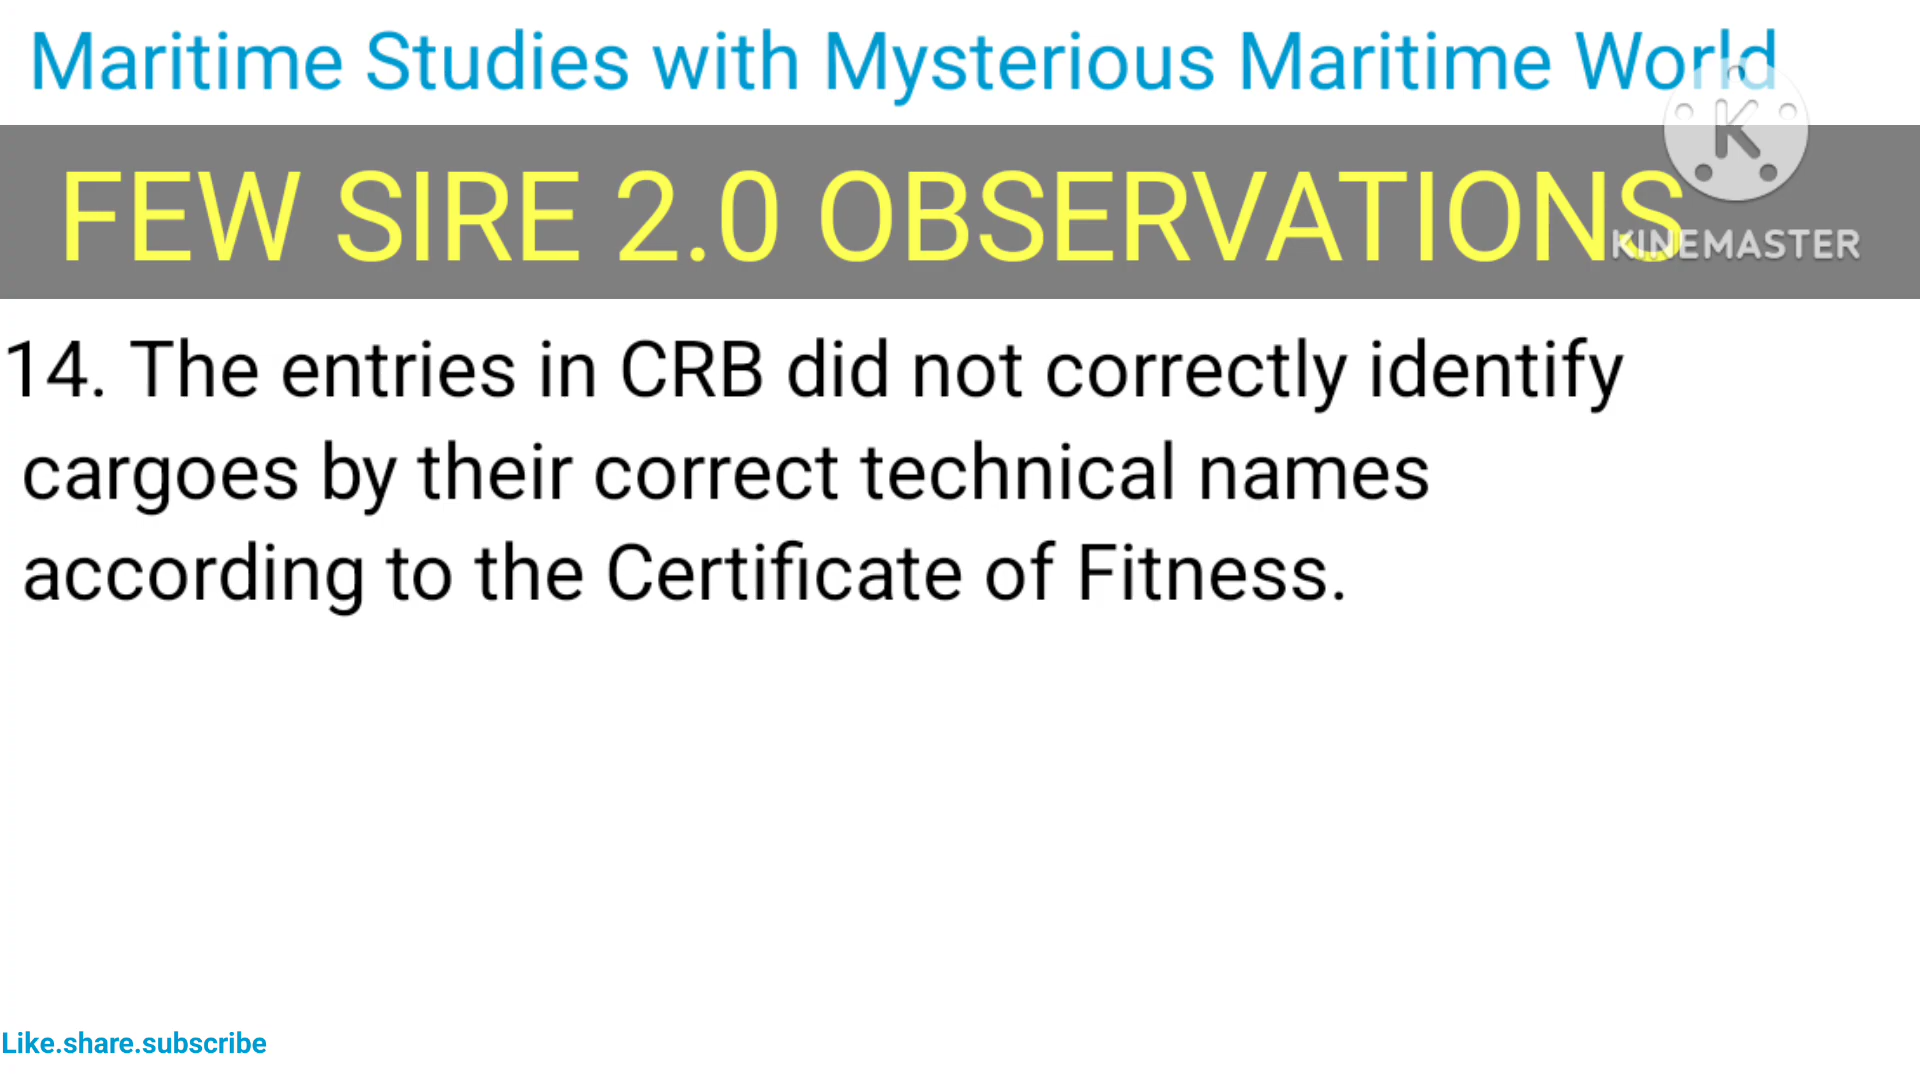 Maritime Studies with Mysterious Maritime World
K
FEW SIRE 2.0 OBSERVATIONS
KINEMASTER
14. The entries in CRB did not correctly identify
cargoes by their correct technical names
according to the Certificate of Fitness.
Like.share.subscribe